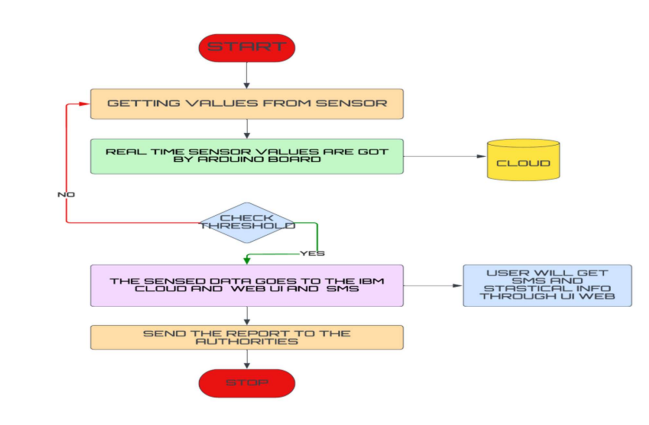 START
GETTING VALUES FROM SENSOR
REAL TIME SENSOR VALUES ARE GOT
BY ARDUINO BOARD
CLOUD
NO
CHECK
THRESHOLD
YES
THE SENSED DATA GOES TO THE IBM
CLOUD AND WEB UI AND SMS
USER WILL GET
SMS AND
STASTICAL INFO
THROUGH UI WEB
SEND THE REPORT TO THE
AUTHORITIES
STOP